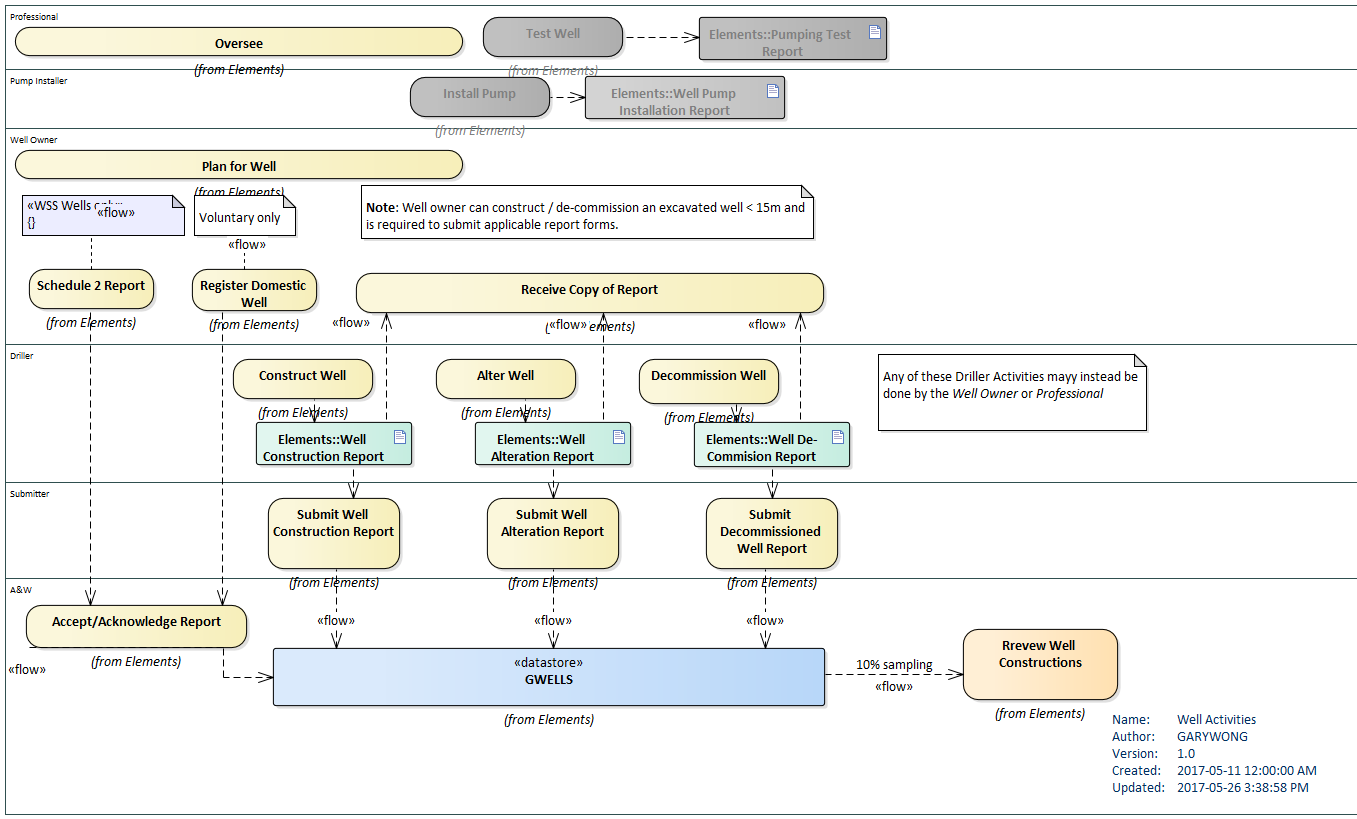 Professional
Oversee
(from Elements)
Test Well
(from Elements)
Elements::Pumping Test
Report
Pump Installer
Install Pump
(from Elements)
Elements::Well Pump
Installation Report
Well Owner
Plan for Well
(from Elements)
«WSS Wells only»
{}
«flow»
Voluntary only
«flow»
Note: Well owner can construct / de-commission an excavated well < 15m and
is required to submit applicable report forms.
Schedule 2 Report
(from Elements)
Register Domestic
Well
(from Elements)
Receive Copy of Report
(from Elements)
«flow»
«flow»
«flow»
Driller
Construct Well
(from Elements)
Alter Well
(from Elements)
Decommission Well
(from Elements)
Any of these Driller Activities mayy instead be
done by the Well Owner or Professional
Elements::Well
Construction Report
Elements::Well
Alteration Report
Elements::Well De-
Commision Report
Submitter
Submit Well
Construction Report
(from Elements)
Submit Well
Alteration Report
(from Elements)
Submit
Decommissioned
Well Report
(from Elements)
A&W
Accept/Acknowledge Report
(from Elements)
«flow»
«flow»
«flow»
«flow»
«datastore»
GWELLS
(from Elements)
10% sampling
«flow»
Rrevew Well
Constructions
(from Elements)
Name: Well Activities
Author: GARYWONG
Version: 1.0
Created: 2017-05-11 12:00:00 AM
Updated: 2017-05-26 3:38:58 PM